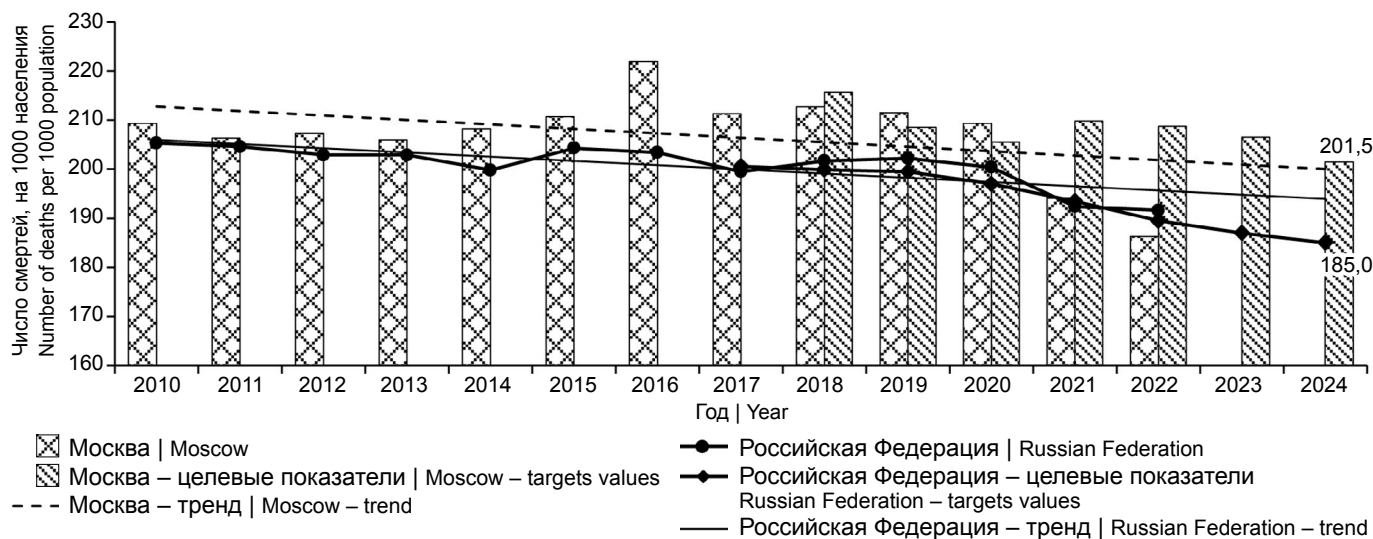 Число смертей, на 1000 населения
Number of deaths per 1000 population
230
220
210
200
190
180
170
160
201,5
185,0
2010 2011 2012 2013 2014 2015 2016 2017 2018 2019 2020 2021 2022 2023 2024
Год | Year
Москва | Moscow
Москва – целевые показатели | Moscow – targets values
Москва – тренд | Moscow – trend
Российская Федерация | Russian Federation
Российская Федерация – целевые показатели
Russian Federation – targets values
Российская Федерация – тренд | Russian Federation – trend